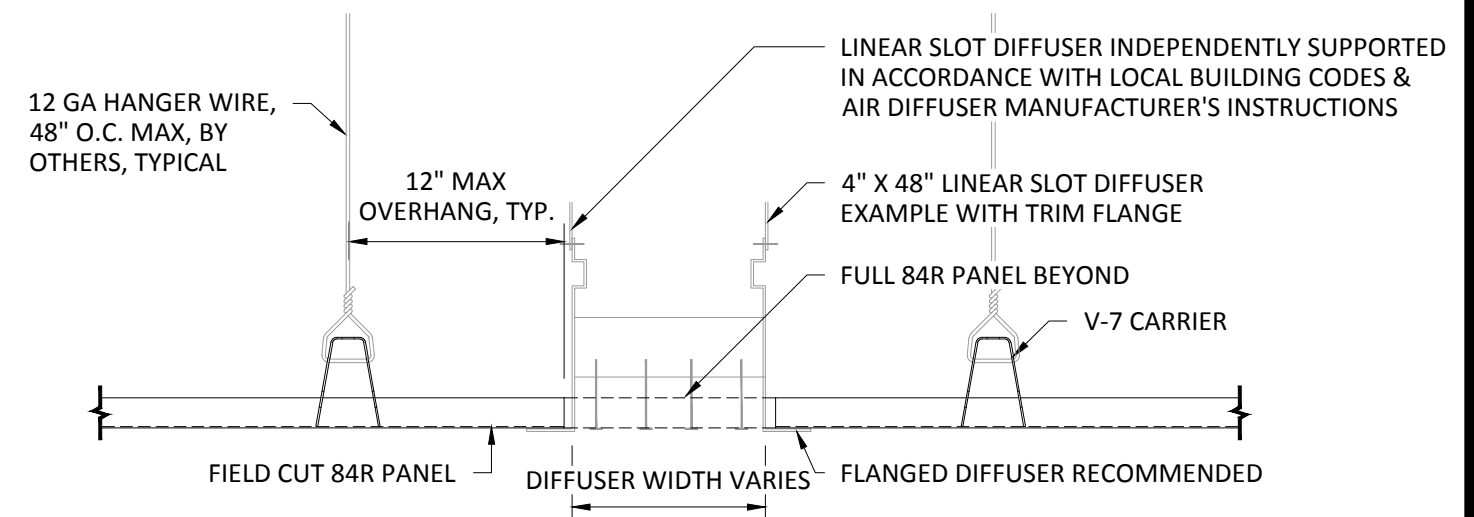 LINEAR SLOT DIFFUSER INDEPENDENTLY SUPPORTED
IN ACCORDANCE WITH LOCAL BUILDING CODES &
AIR DIFFUSER MANUFACTURER'S INSTRUCTIONS
12 GA HANGER WIRE,
48" O.C. MAX, BY
OTHERS, TYPICAL
12" MAX
OVERHANG, TYP.
4" X 48" LINEAR SLOT DIFFUSER
EXAMPLE WITH TRIM FLANGE
FULL 84R PANEL BEYOND
V-7 CARRIER
FIELD CUT 84R PANEL
DIFFUSER WIDTH VARIES
FLANGED DIFFUSER RECOMMENDED